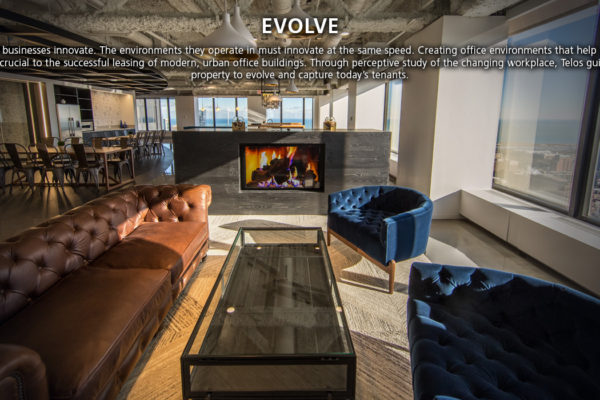 EVOLVE
businesses innovate. The environments they operate in must innovate at the same speed. Creating office environments that help
crucial to the successful leasing of modern, urban office buildings. Through perceptive study of the changing workplace, Telos gui
property to evolve and capture today's tenants.